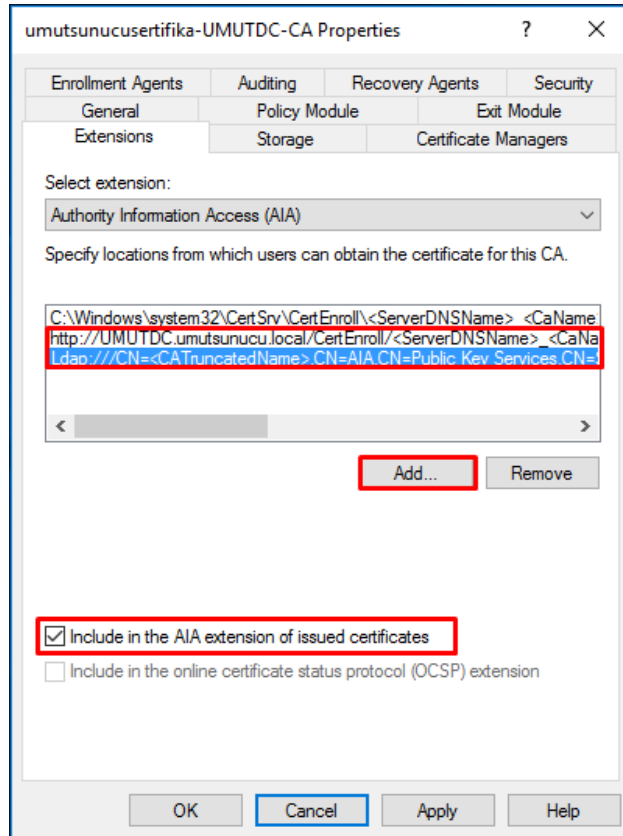 umutsunucusertifika-UMUTDC-CA Properties ? ✕
Enrollment Agents Auditing Recovery Agents Security
General Policy Module Exit Module
Extensions Storage Certificate Managers
Select extension:
Authority Information Access (AIA)
Specify locations from which users can obtain the certificate for this CA.
C:\Windows\system32\CertSrv\CertEnroll\<ServerDNSName>_<CaName
http://UMUTDC.umutsunucu.local/CertEnroll/<ServerDNSName>_<CaNa
Ldap:///CN=<CATruncatedName>,CN=AIA,CN=Public Key Services,CN=S
Add... Remove
Include in the AIA extension of issued certificates
Include in the online certificate status protocol (OCSP) extension
OK Cancel Apply Help